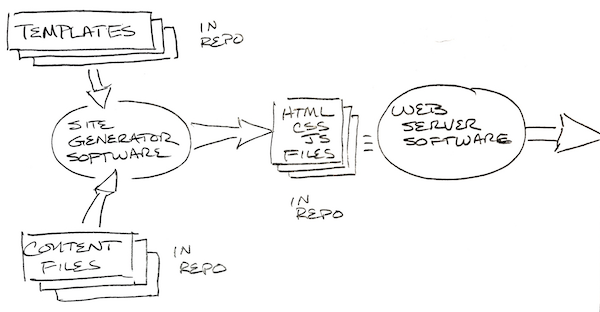 TEMPLATES
IN
REPO
SITE
GENERATOR
SOFTWARE
HTML
CSS
JS
FILES
IN
REPO
WEB
SERVER
SOFTWARE
CONTENT
FILES
IN
REPO